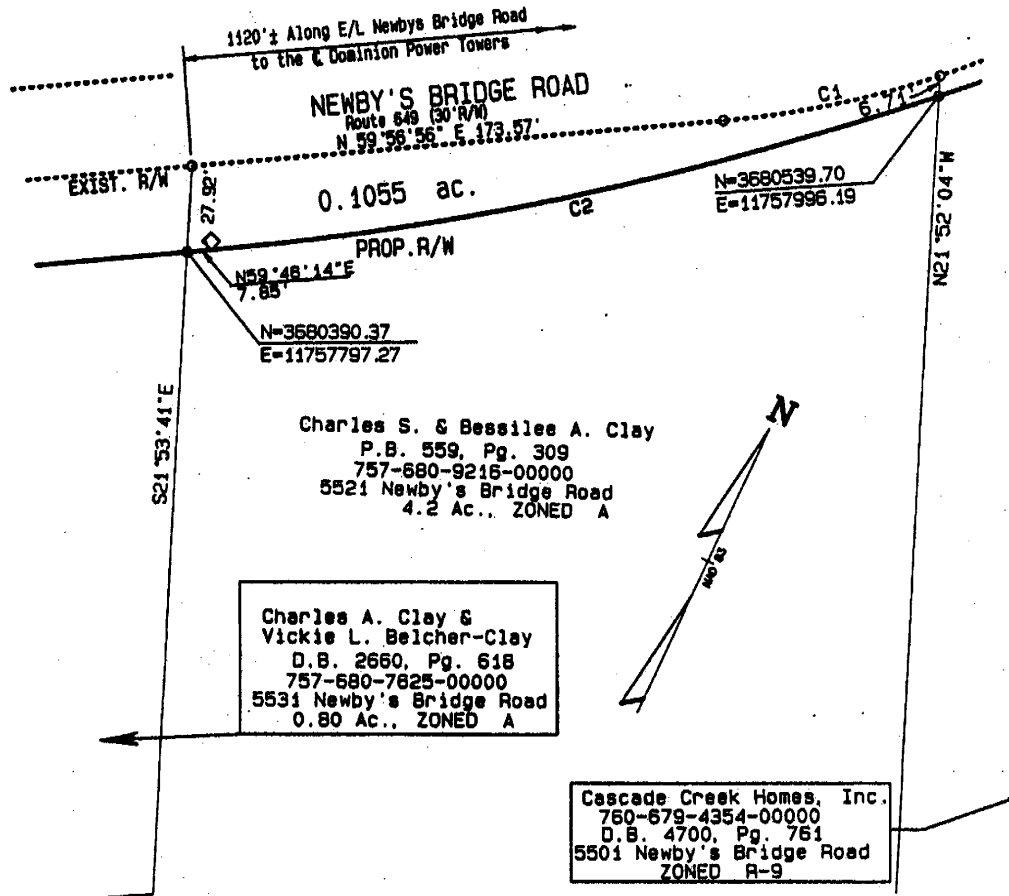 1120'± Along E/L Newbys Bridge Road
to the ℄ Dominion Power Towers
NEWBY'S BRIDGE ROAD
Route 649 (30'R/W)
N 59°56'56" E 173.57'
C1
6.71'
EXIST. R/W
27.92'
0.1055 ac.
C2
N=3680539.70
E=11757996.19
PROP.R/W
N59°46'14"E
7.85'
N=3680390.37
E=11757797.27
S21°53'41"E
N21°52'04"W
Charles S. & Bessilee A. Clay
P.B. 559, Pg. 309
757-680-9216-00000
5521 Newby's Bridge Road
4.2 Ac., ZONED A
N
NAD'83
Charles A. Clay &
Vickie L. Belcher-Clay
D.B. 2660, Pg. 618
757-680-7625-00000
5531 Newby's Bridge Road
0.80 Ac., ZONED A
Cascade Creek Homes, Inc.
760-679-4354-00000
D.B. 4700, Pg. 761
5501 Newby's Bridge Road
ZONED R-9